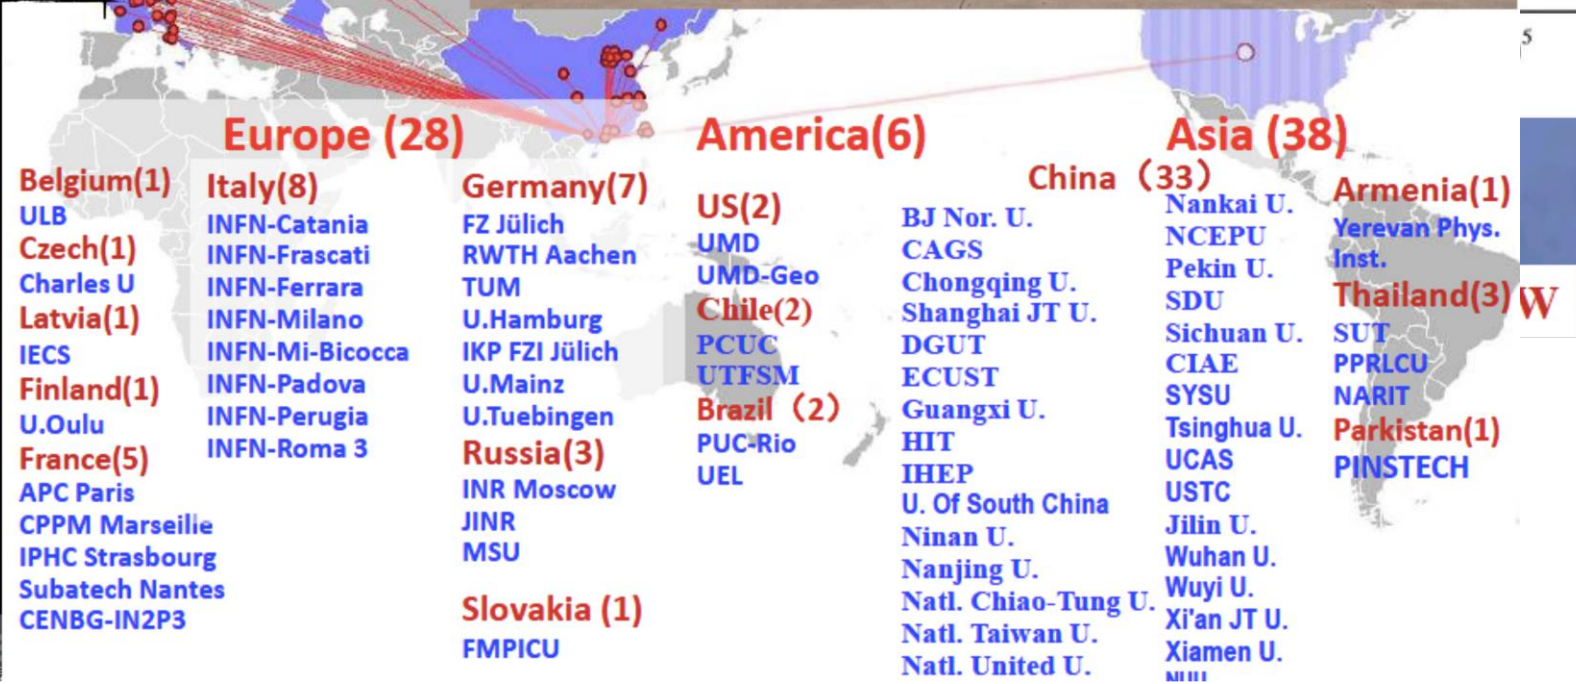 Europe (28)
Belgium(1)
ULB
Czech(1)
Charles U
Latvia(1)
IECS
Finland(1)
U.Oulu
France(5)
APC Paris
CPPM Marseille
IPHC Strasbourg
Subatech Nantes
CENBG-IN2P3
Italy(8)
INFN-Catania
INFN-Frascati
INFN-Ferrara
INFN-Milano
INFN-Mi-Bicocca
INFN-Padova
INFN-Perugia
INFN-Roma 3
Germany(7)
FZ Jülich
RWTH Aachen
TUM
U.Hamburg
IKP FZI Jülich
U.Mainz
U.Tuebingen
Russia(3)
INR Moscow
JINR
MSU
Slovakia (1)
FMPICU
America(6)
US(2)
UMD
UMD-Geo
Chile(2)
PCUC
UTFSM
Brazil（2）
PUC-Rio
UEL
Asia (38)
China（33）
BJ Nor. U.
CAGS
Chongqing U.
Shanghai JT U.
DGUT
ECUST
Guangxi U.
HIT
IHEP
U. Of South China
Ninan U.
Nanjing U.
Natl. Chiao-Tung U.
Natl. Taiwan U.
Natl. United U.
Nankai U.
NCEPU
Pekin U.
SDU
Sichuan U.
CIAE
SYSU
Tsinghua U.
UCAS
USTC
Jilin U.
Wuhan U.
Wuyi U.
Xi'an JT U.
Xiamen U.
Armenia(1)
Yerevan Phys.
Inst.
Thailand(3)
SUT
PPRLCU
NARIT
Parkistan(1)
PINSTECH
5
W